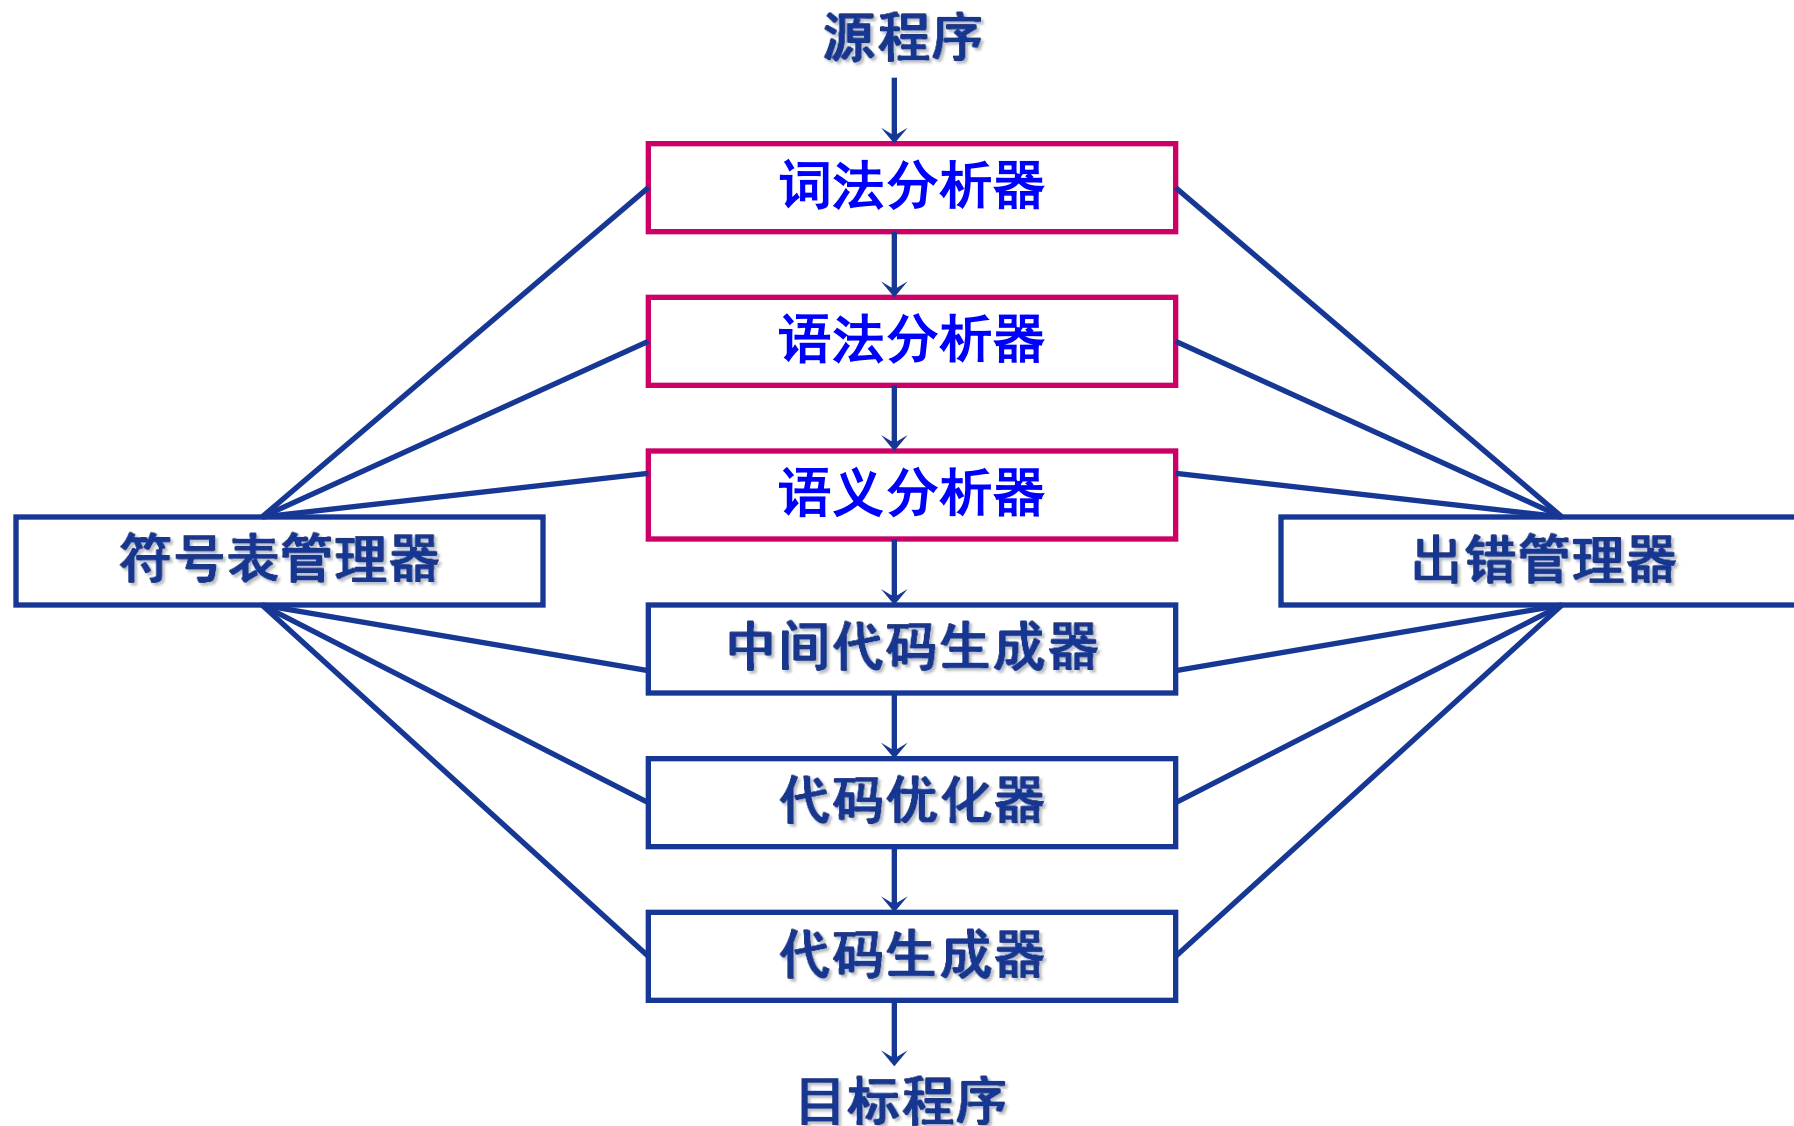 源程序
词法分析器
语法分析器
语义分析器
符号表管理器
出错管理器
中间代码生成器
代码优化器
代码生成器
目标程序